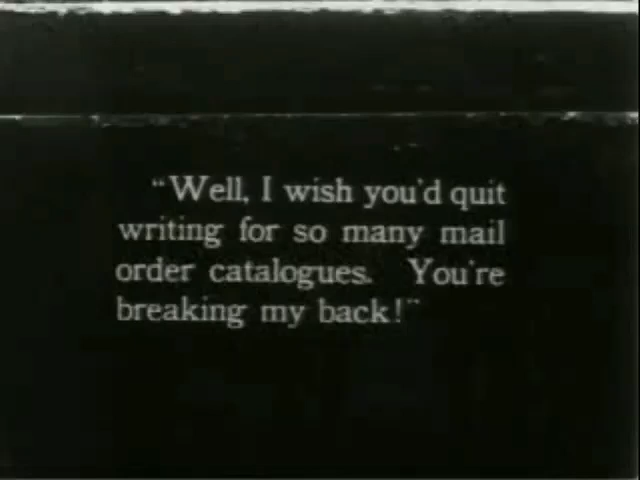 "Well, I wish you'd quit
writing for so many mail
order catalogues. You're
breaking my back!"